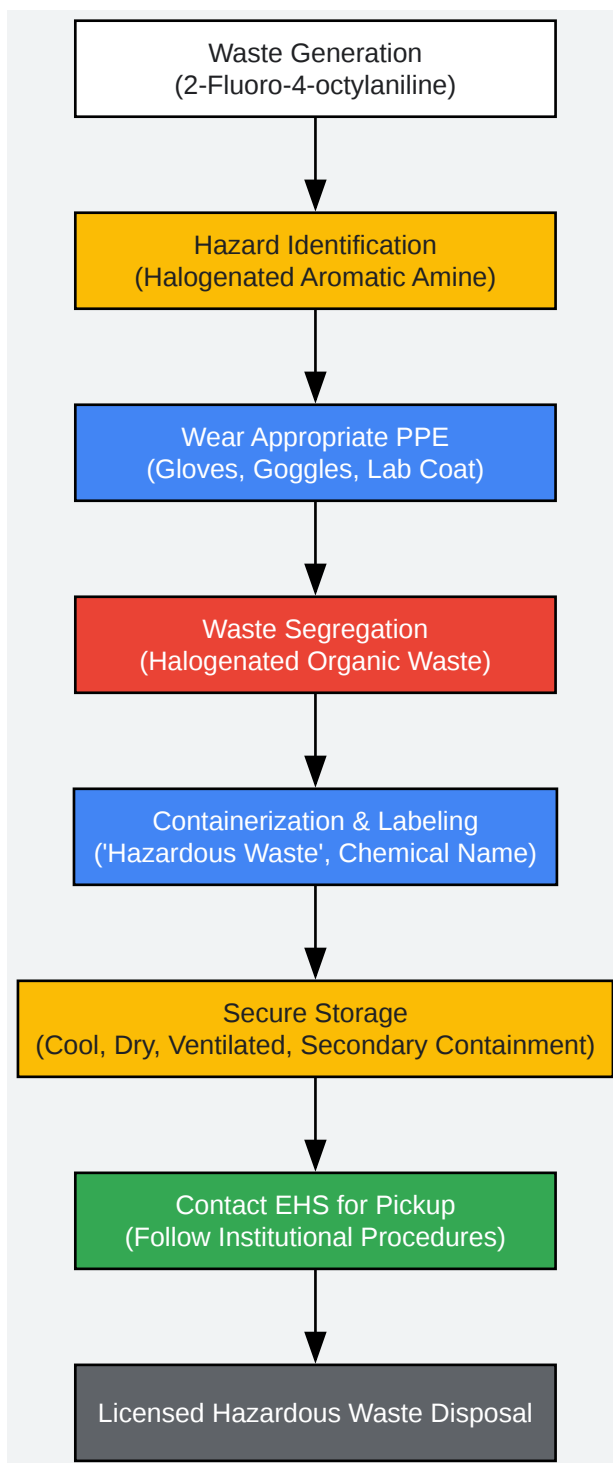 Waste Generation
(2-Fluoro-4-octylaniline)
Hazard Identification
(Halogenated Aromatic Amine)
Wear Appropriate PPE
(Gloves, Goggles, Lab Coat)
Waste Segregation
(Halogenated Organic Waste)
Containerization & Labeling
('Hazardous Waste', Chemical Name)
Secure Storage
(Cool, Dry, Ventilated, Secondary Containment)
Contact EHS for Pickup
(Follow Institutional Procedures)
Licensed Hazardous Waste Disposal